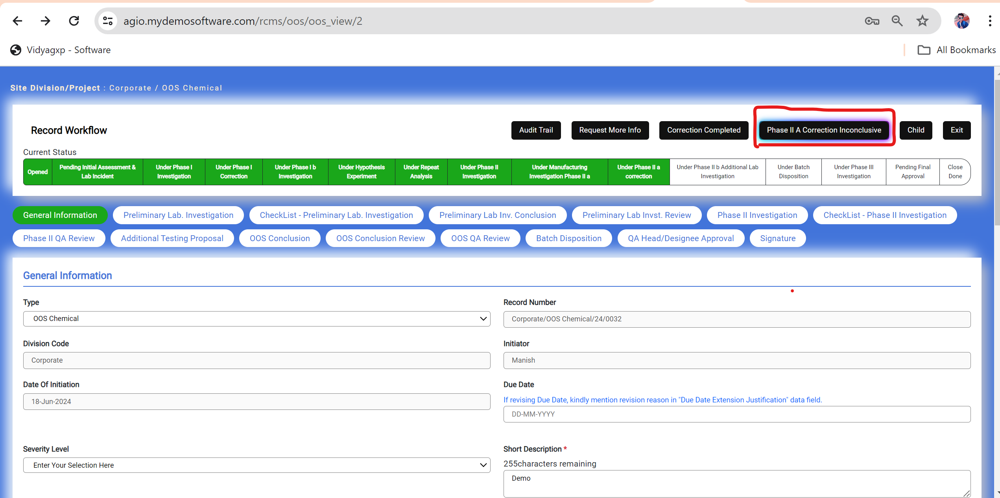 agio.mydemosoftware.com/rcms/oos/oos_view/2
Vidyagxp - Software
All Bookmarks
Site Division/Project : Corporate / OOS Chemical
Record Workflow
Audit Trail
Request More Info
Correction Completed
Phase II A Correction Inconclusive
Child
Exit
Current Status
Opened
Pending Initial Assessment &
Lab Incident
Under Phase I
Investigation
Under Phase I
Correction
Under Phase I b
Investigation
Under Hypothesis
Experiment
Under Repeat
Analysis
Under Phase II
Investigation
Under Manufacturing
Investigation Phase II a
Under Phase II a
correction
Under Phase II b Additional Lab
Investigation
Under Batch
Disposition
Under Phase III
Investigation
Pending Final
Approval
Close
Done
General Information
Preliminary Lab. Investigation
CheckList - Preliminary Lab. Investigation
Preliminary Lab Inv. Conclusion
Preliminary Lab Invst. Review
Phase II Investigation
CheckList - Phase II Investigation
Phase II QA Review
Additional Testing Proposal
OOS Conclusion
OOS Conclusion Review
OOS QA Review
Batch Disposition
QA Head/Designee Approval
Signature
General Information
Type
OOS Chemical
Record Number
Corporate/OOS Chemical/24/0032
Division Code
Corporate
Initiator
Manish
Date Of Initiation
18-Jun-2024
Due Date
If revising Due Date, kindly mention revision reason in "Due Date Extension Justification" data field.
DD-MM-YYYY
Severity Level
Enter Your Selection Here
Short Description *
255characters remaining
Demo